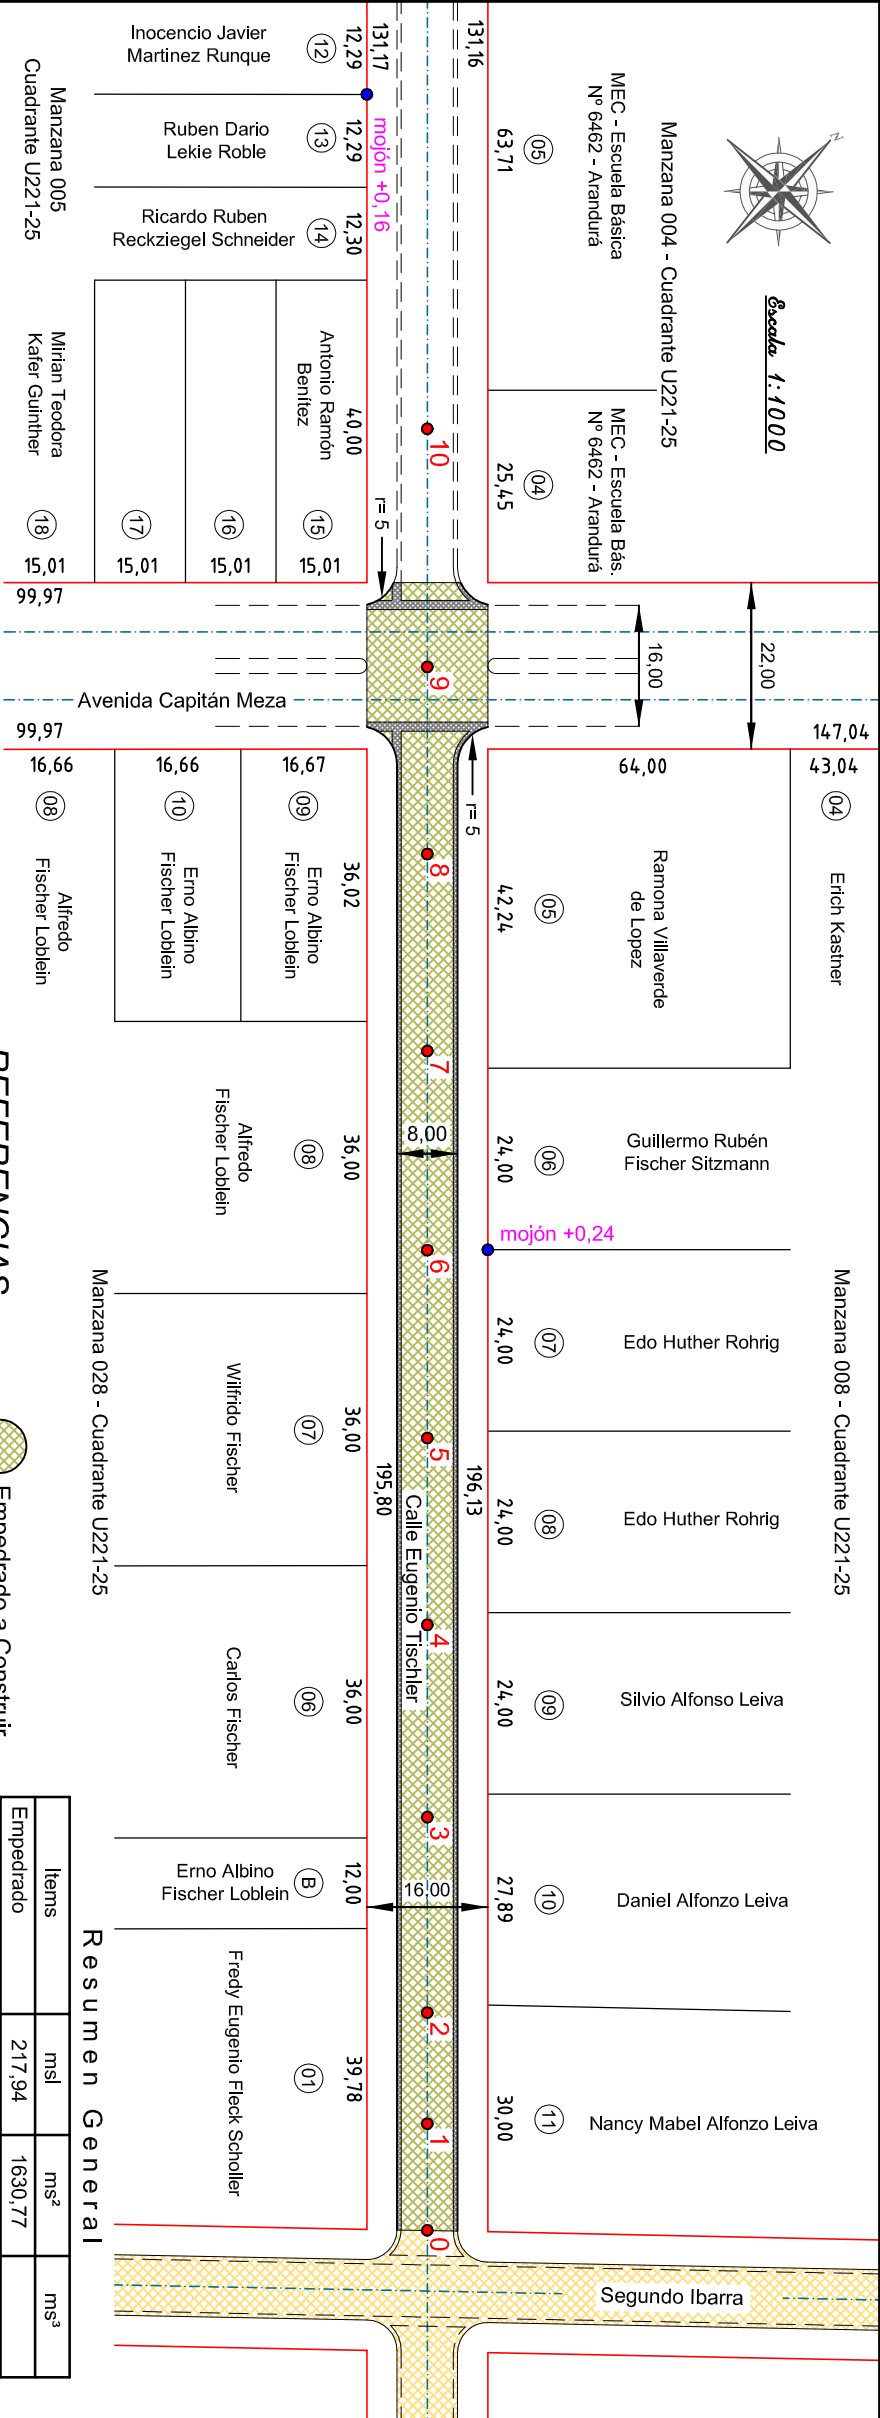 Inocencio Javier
Martinez Runque
12
12,29
131,17
131,16
Manzana 005
Cuadrante U221-25
Ruben Dario
Lekie Roble
13
12,29
mojón +0,16
Ricardo Ruben
Reckziegel Schneider
14
12,30
MEC - Escuela Básica
Nº 6462 - Arandurá
05
63,71
Manzana 004 - Cuadrante U221-25
N
Escala 1:1000
MEC - Escuela Bás.
Nº 6462 - Arandurá
04
25,45
Antonio Ramón
Benítez
40,00
15
15,01
16
15,01
17
15,01
Mirian Teodora
Kafer Guinther
18
15,01
r= 5
10
99,97
16,00
22,00
9
Avenida Capitán Meza
99,97
147,04
r= 5
16,66
08
Alfredo
Fischer Loblein
16,66
10
Erno Albino
Fischer Loblein
16,67
09
Erno Albino
Fischer Loblein
36,02
8
64,00
43,04
04
Erich Kastner
Ramona Villaverde
de Lopez
05
42,24
7
8,00
Alfredo
Fischer Loblein
08
36,00
Guillermo Rubén
Fischer Sitzmann
06
24,00
mojón +0,24
6
Manzana 028 - Cuadrante U221-25
Manzana 008 - Cuadrante U221-25
Edo Huther Rohrig
07
24,00
Wilfrido Fischer
07
36,00
5
195,80
196,13
Calle Eugenio Tischler
Edo Huther Rohrig
08
24,00
4
Carlos Fischer
06
36,00
Silvio Alfonso Leiva
09
24,00
3
Erno Albino
Fischer Loblein
B
12,00
16,00
Daniel Alfonzo Leiva
10
27,89
2
Fredy Eugenio Fleck Scholler
01
39,78
Nancy Mabel Alfonzo Leiva
11
30,00
1
0
Segundo Ibarra
REFERENCIAS
Empedrado a Construir
Resumen General
Items msl ms² ms³
Empedrado 217,94 1630,77